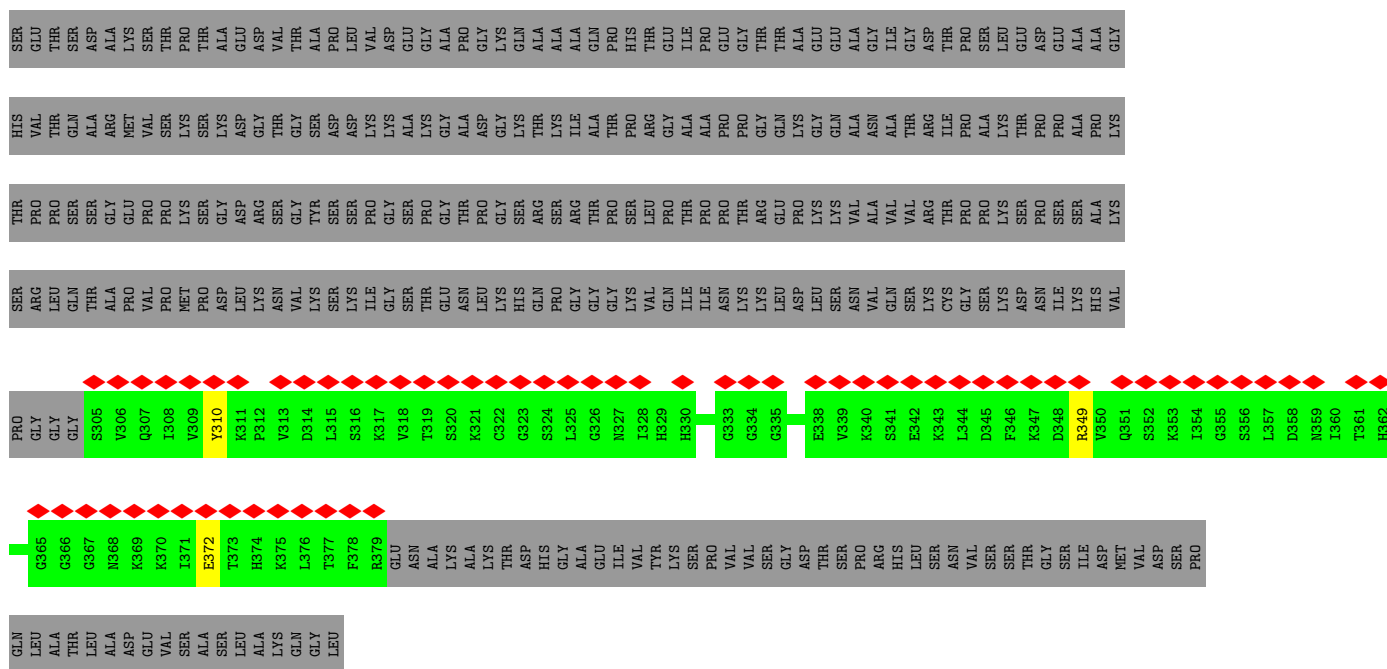 SER GLU THR SER ASP ALA LYS SER THR PRO THR ALA GLU ASP VAL THR ALA PRO LEU VAL ASP GLU GLY ALA PRO GLY LYS GLN ALA ALA ALA GLN PRO HIS THR GLU ILE PRO GLU GLY THR THR ALA GLU GLU ALA GLY ILE GLY ASP THR PRO SER LEU GLU ASP GLU ALA ALA GLY
HIS VAL THR GLN ALA ARG MET VAL SER LYS SER LYS ASP GLY THR GLY SER ASP ASP LYS LYS ALA LYS GLY ALA ASP GLY LYS THR LYS ILE ALA THR PRO ARG GLY ALA ALA PRO PRO GLY GLN LYS GLY GLN ALA ASN ALA THR ARG ILE PRO ALA LYS THR PRO PRO ALA PRO LYS
THR PRO PRO SER SER GLY GLU PRO PRO LYS SER GLY ASP ARG SER GLY TYR SER SER PRO GLY SER PRO GLY THR PRO GLY SER ARG SER ARG THR PRO SER LEU PRO THR PRO PRO THR ARG GLU PRO LYS LYS VAL ALA VAL VAL ARG THR PRO PRO LYS SER PRO SER SER ALA LYS
SER ARG LEU GLN THR ALA PRO VAL PRO MET PRO ASP LEU LYS ASN VAL LYS SER LYS ILE GLY SER THR GLU ASN LEU LYS HIS GLN PRO GLY GLY GLY LYS VAL GLN ILE ILE ASN LYS LYS LEU ASP LEU SER ASN VAL GLN SER LYS CYS GLY SER LYS ASP ASN ILE LYS HIS VAL
PRO GLY GLY GLY S305 V306 Q307 I308 V309 Y310 K311 P312 V313 D314 L315 S316 K317 V318 T319 S320 K321 C322 G323 S324 L325 G326 N327 I328 H329 H330 G333 G334 G335 E338 V339 K340 S341 E342 K343 L344 D345 F346 K347 D348 R349 V350 Q351 S352 K353 I354 G355 S356 L357 D358 N359 I360 T361 H362
G365 G366 G367 N368 K369 K370 I371 E372 T373 H374 K375 L376 T377 F378 R379 GLU ASN ALA LYS ALA LYS THR ASP HIS GLY ALA GLU ILE VAL TYR LYS SER PRO VAL VAL SER GLY ASP THR SER PRO ARG HIS LEU SER ASN VAL SER SER THR GLY SER ILE ASP MET VAL ASP SER PRO
GLN LEU ALA THR LEU ALA ASP GLU VAL SER ALA SER LEU ALA LYS GLN GLY LEU